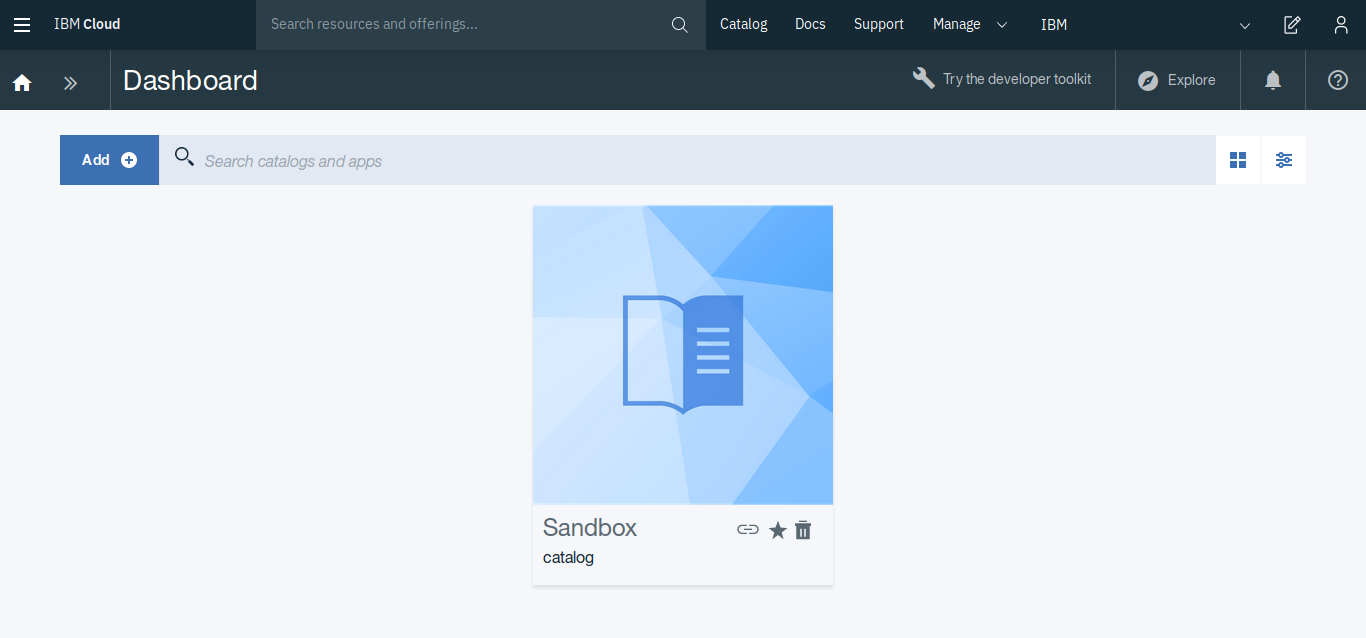 IBM Cloud
Search resources and offerings...
Catalog
Docs
Support
Manage
IBM
Dashboard
Try the developer toolkit
Explore
Add
Search catalogs and apps
Sandbox
catalog